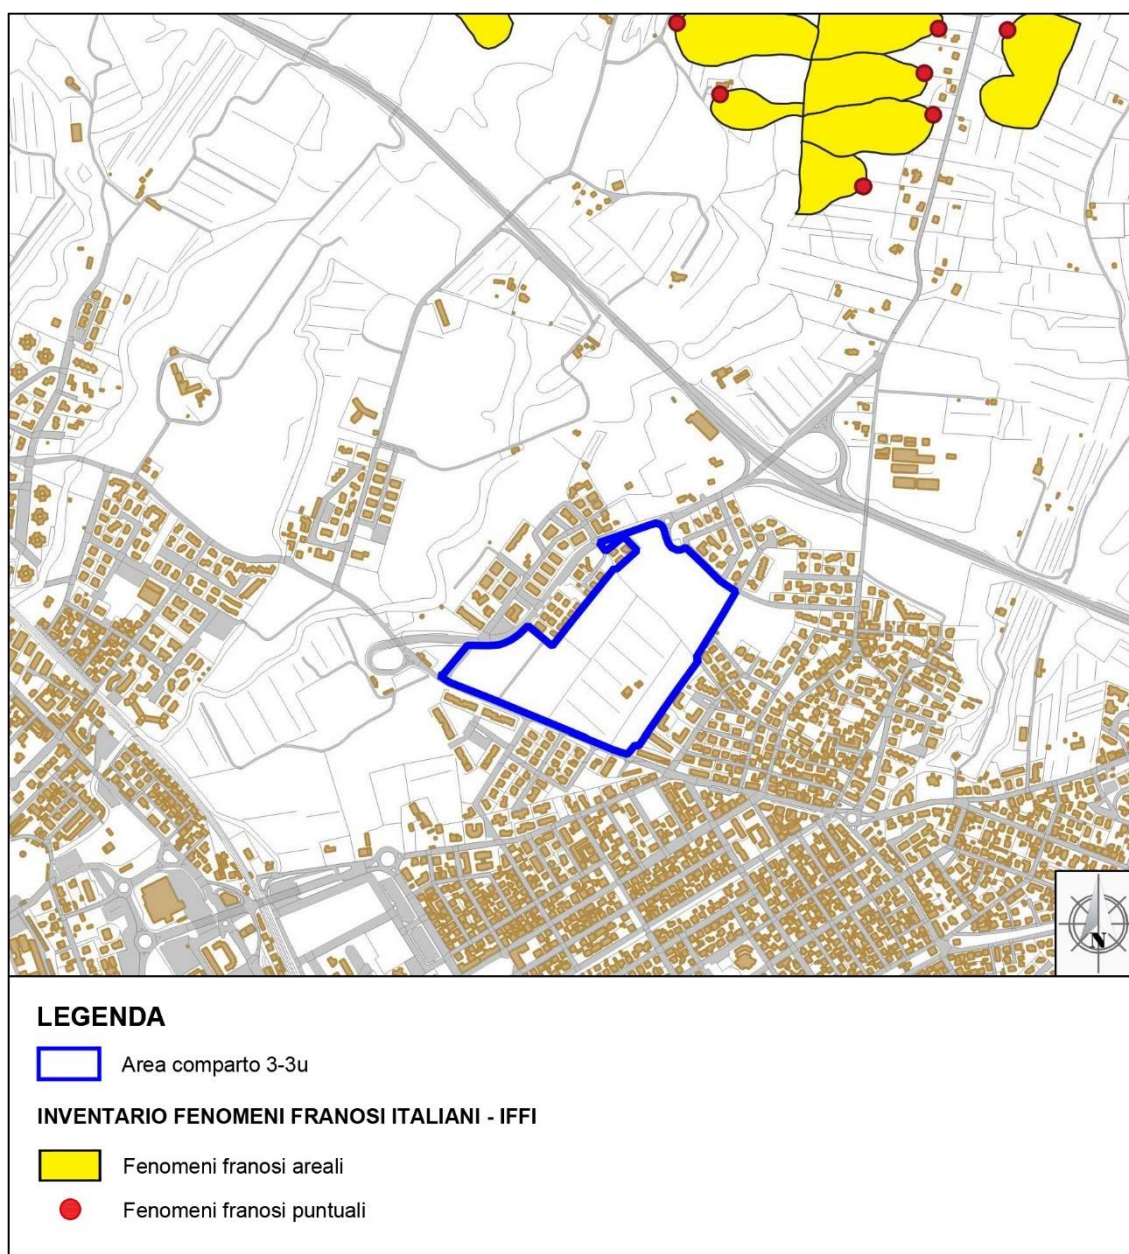 N
LEGENDA
Area comparto 3-3u
INVENTARIO FENOMENI FRANOSI ITALIANI - IFFI
Fenomeni franosi areali
Fenomeni franosi puntuali